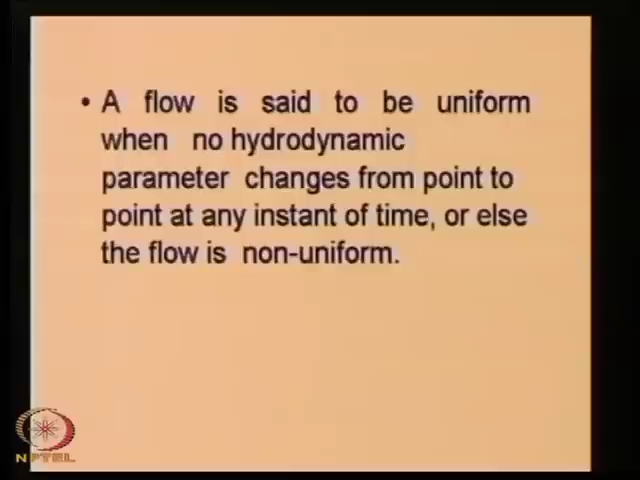 • A flow is said to be uniform
when no hydrodynamic
parameter changes from point to
point at any instant of time, or else
the flow is non-uniform.
NPTEL